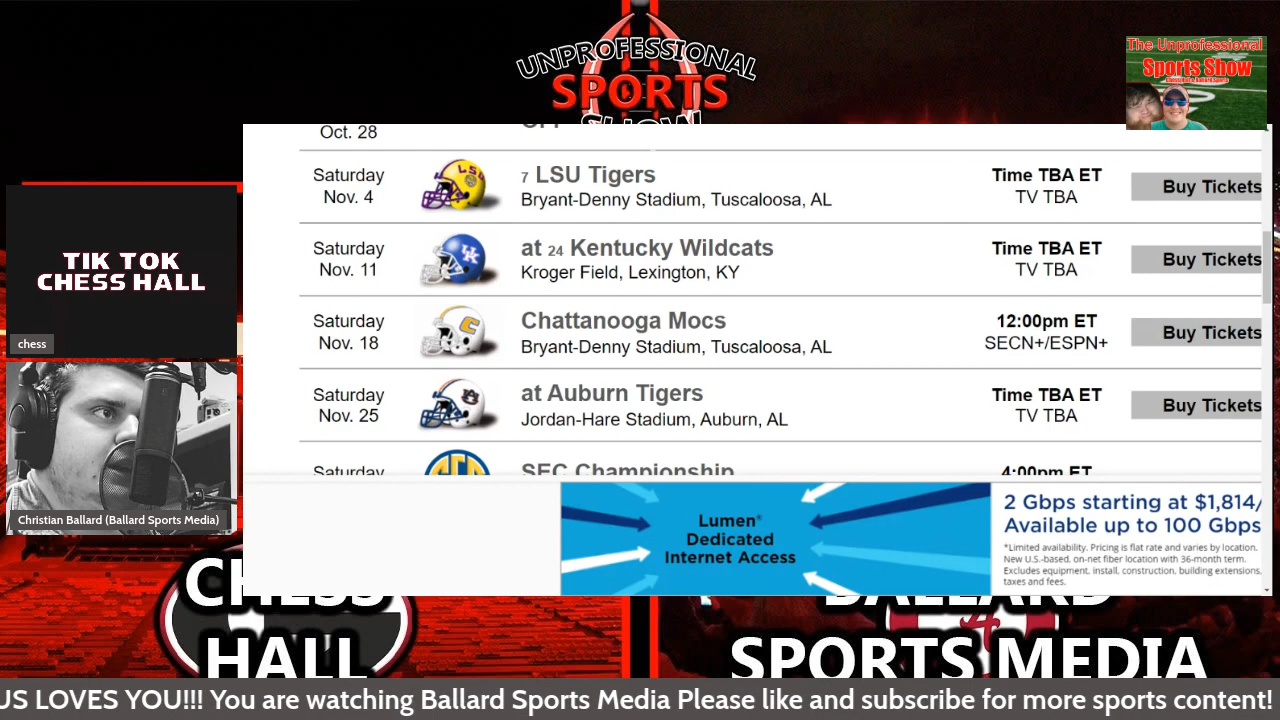 UNPROFESSIONAL
SPORTS
SHOW
The Unprofessional
Sports Show
Oct. 28
Saturday
Nov. 4
7 LSU Tigers
Bryant-Denny Stadium, Tuscaloosa, AL
Time TBA ET
TV TBA
Buy Tickets
Saturday
Nov. 11
at 24 Kentucky Wildcats
Kroger Field, Lexington, KY
Time TBA ET
TV TBA
Buy Tickets
Saturday
Nov. 18
Chattanooga Mocs
Bryant-Denny Stadium, Tuscaloosa, AL
12:00pm ET
SECN+/ESPN+
Buy Tickets
Saturday
Nov. 25
at Auburn Tigers
Jordan-Hare Stadium, Auburn, AL
Time TBA ET
TV TBA
Buy Tickets
Saturday
SEC Championship
4:00pm ET
TIK TOK
CHESS HALL
chess
Christian Ballard (Ballard Sports Media)
Lumen®
Dedicated
Internet Access
2 Gbps starting at $1,814/
Available up to 100 Gbps
*Limited availability. Pricing is flat rate and varies by location.
New U.S.-based, on-net fiber location with 36-month term.
Excludes equipment, install, construction, building extensions,
taxes and fees.
CHESS
HALL
BALLARD
SPORTS MEDIA
US LOVES YOU!!! You are watching Ballard Sports Media Please like and subscribe for more sports content!